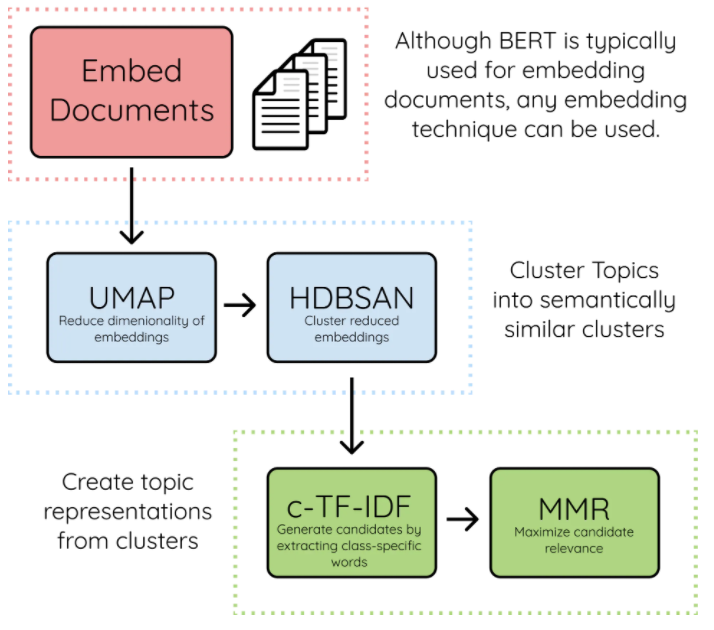 Embed
Documents
Although BERT is typically
used for embedding
documents, any embedding
technique can be used.
UMAP
Reduce dimenionality of
embeddings
HDBSAN
Cluster reduced
embeddings
Cluster Topics
into semantically
similar clusters
Create topic
representations
from clusters
c-TF-IDF
Generate candidates by
extracting class-specific
words
MMR
Maximize candidate
relevance